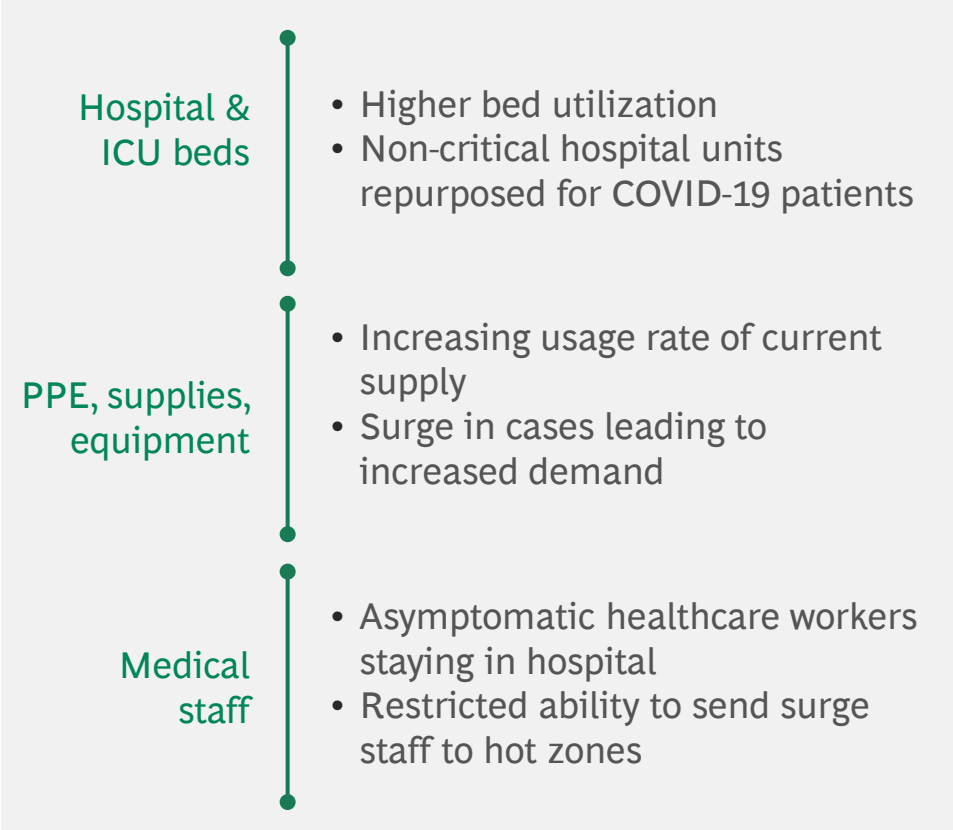 Hospital &
ICU beds
• Higher bed utilization
• Non-critical hospital units
repurposed for COVID-19 patients
PPE, supplies,
equipment
• Increasing usage rate of current
supply
• Surge in cases leading to
increased demand
Medical
staff
• Asymptomatic healthcare workers
staying in hospital
• Restricted ability to send surge
staff to hot zones